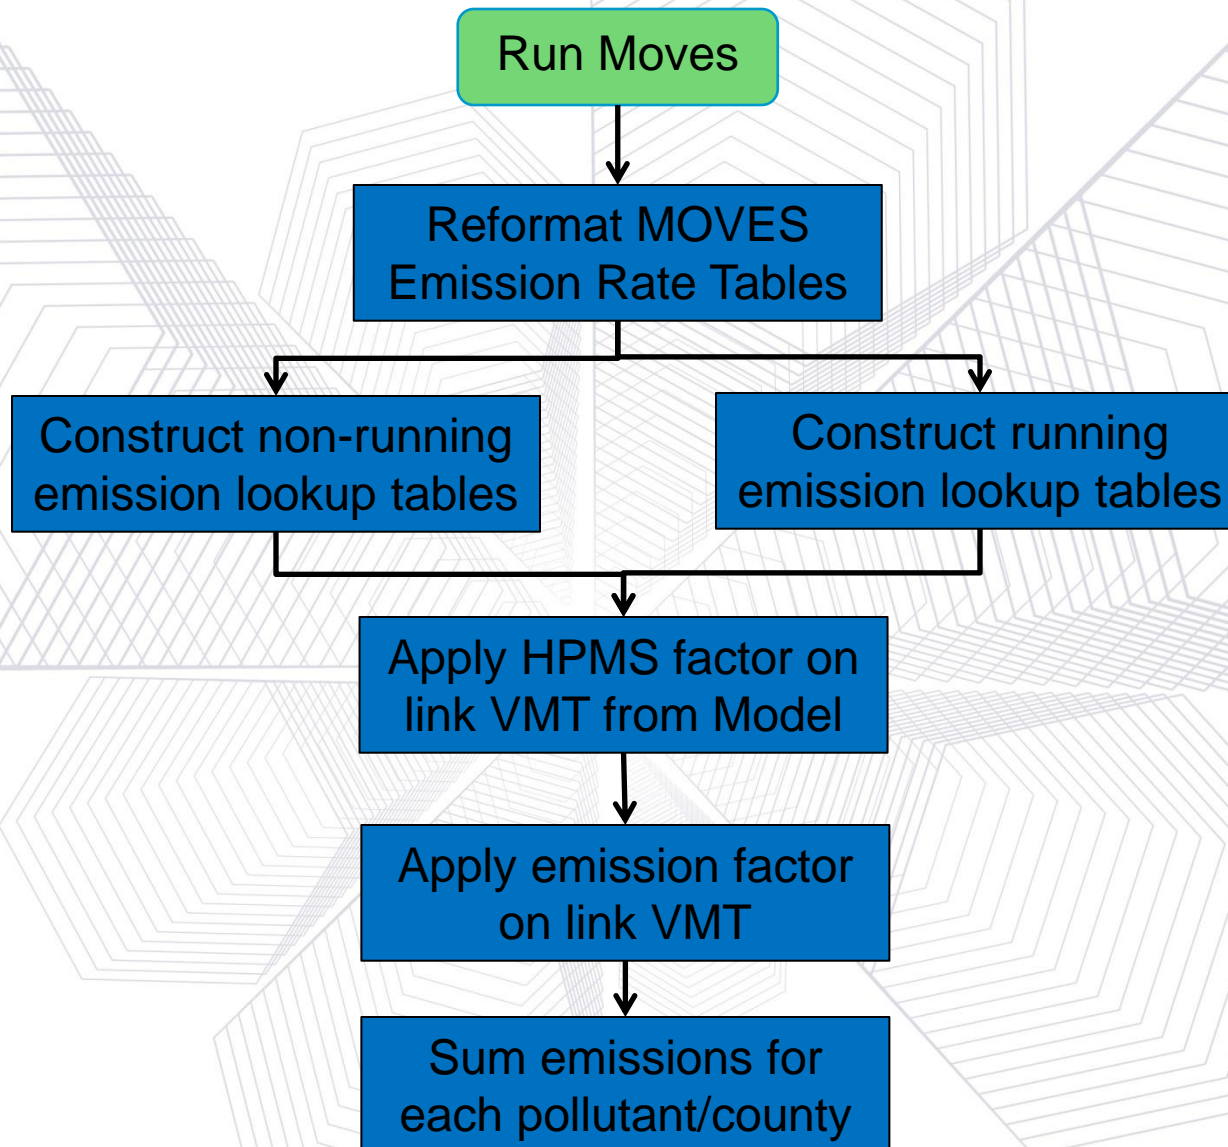 Run Moves
Reformat MOVES
Emission Rate Tables
Construct non-running
emission lookup tables
Construct running
emission lookup tables
Apply HPMS factor on
link VMT from Model
Apply emission factor
on link VMT
Sum emissions for
each pollutant/county